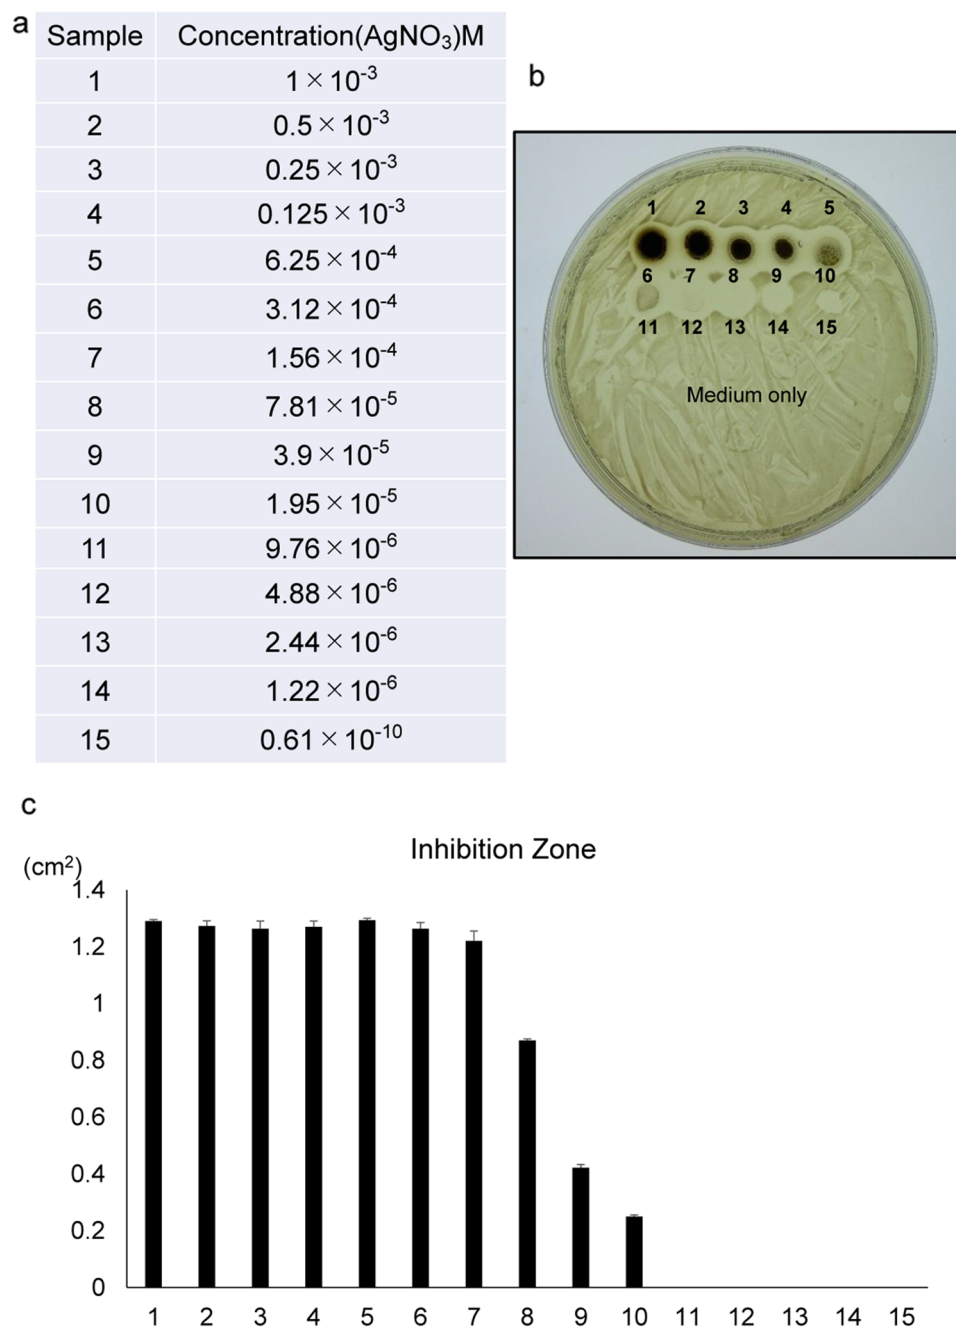 a
Sample Concentration(AgNO₃)M
1 1×10⁻³
2 0.5×10⁻³
3 0.25×10⁻³
4 0.125×10⁻³
5 6.25×10⁻⁴
6 3.12×10⁻⁴
7 1.56×10⁻⁴
8 7.81×10⁻⁵
9 3.9×10⁻⁵
10 1.95×10⁻⁵
11 9.76×10⁻⁶
12 4.88×10⁻⁶
13 2.44×10⁻⁶
14 1.22×10⁻⁶
15 0.61×10⁻¹⁰
b
1 2 3 4 5
6 7 8 9 10
11 12 13 14 15
Medium only
c
Inhibition Zone
(cm²)
1.4
1.2
1
0.8
0.6
0.4
0.2
0
1 2 3 4 5 6 7 8 9 10 11 12 13 14 15